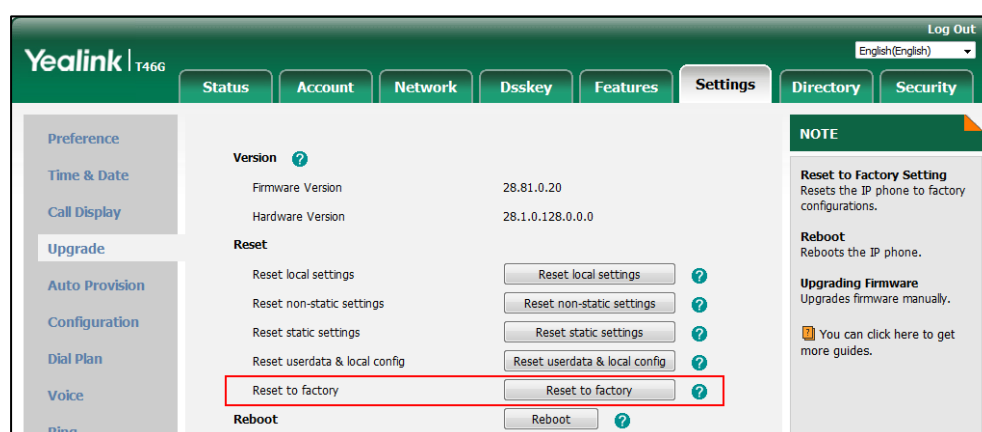 Log Out
Yealink T46G
English(English)
Status Account Network Dsskey Features Settings Directory Security
Preference
Time & Date
Call Display
Upgrade
Auto Provision
Configuration
Dial Plan
Voice
Ring
Version ?
Firmware Version 28.81.0.20
Hardware Version 28.1.0.128.0.0.0
Reset
Reset local settings Reset local settings ?
Reset non-static settings Reset non-static settings ?
Reset static settings Reset static settings ?
Reset userdata & local config Reset userdata & local config ?
Reset to factory Reset to factory ?
Reboot Reboot ?
NOTE
Reset to Factory Setting
Resets the IP phone to factory
configurations.
Reboot
Reboots the IP phone.
Upgrading Firmware
Upgrades firmware manually.
? You can click here to get
more guides.